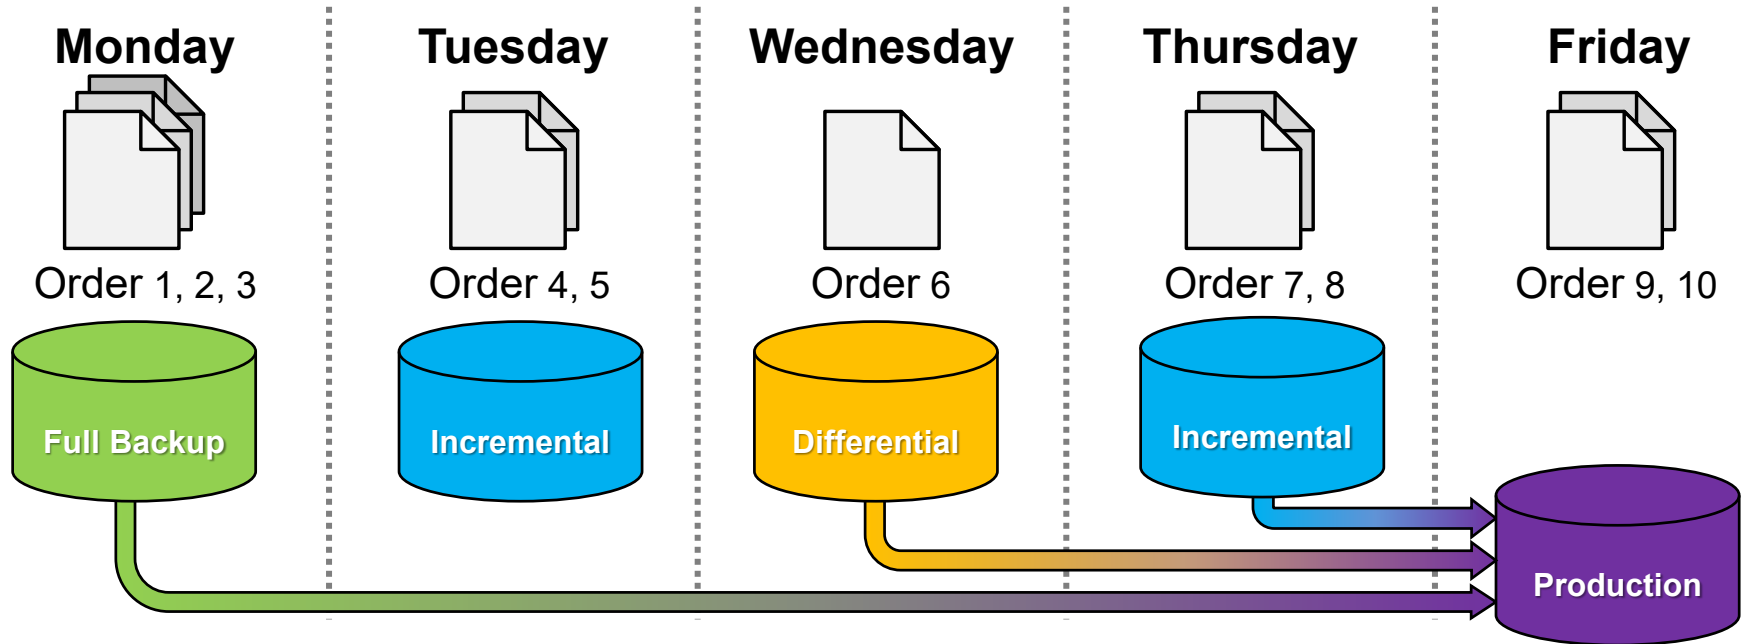 Monday
Tuesday
Wednesday
Thursday
Friday
Order 1, 2, 3
Order 4, 5
Order 6
Order 7, 8
Order 9, 10
Full Backup
Incremental
Differential
Incremental
Production